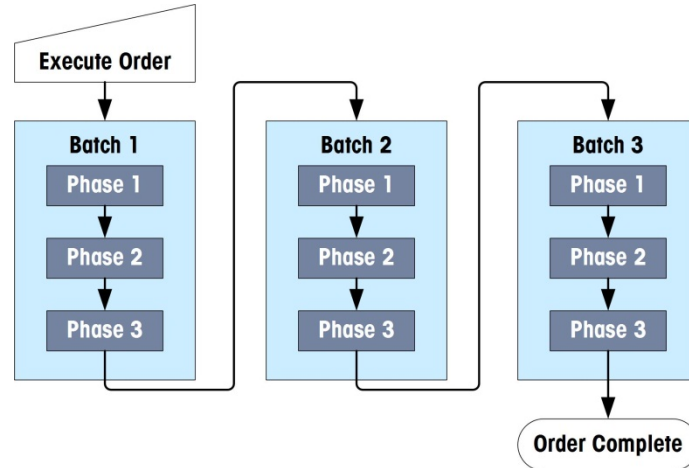 Execute Order
Batch 1
Phase 1
Phase 2
Phase 3
Batch 2
Phase 1
Phase 2
Phase 3
Batch 3
Phase 1
Phase 2
Phase 3
Order Complete